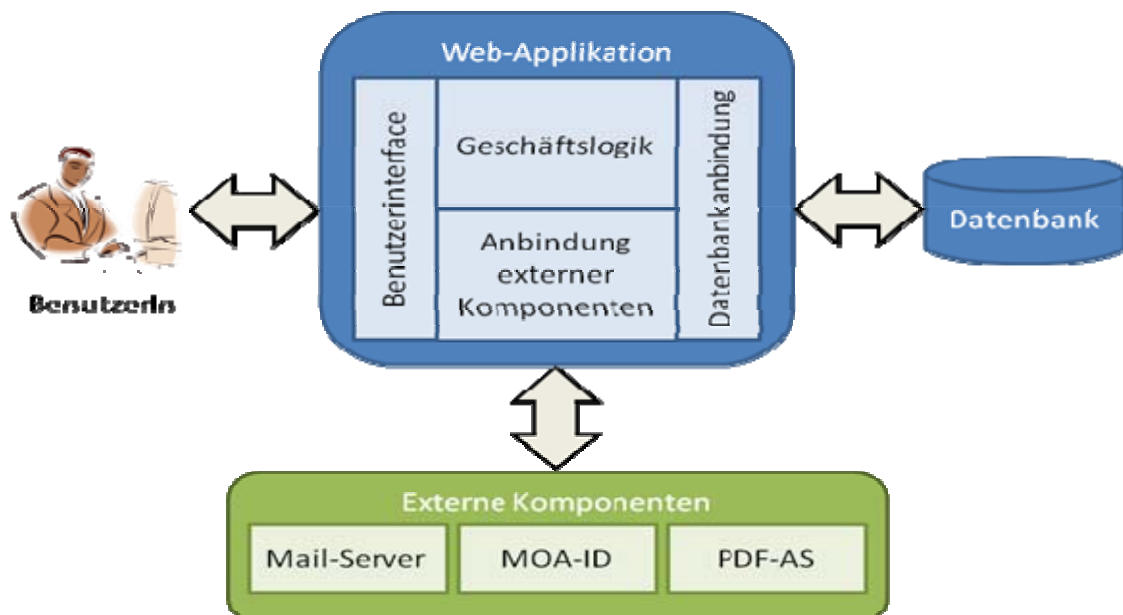 Web-Applikation
Benutzerinterface
Geschäftslogik
Anbindung
externer
Komponenten
Datenbankanbindung
BenutzerIn
Datenbank
Externe Komponenten
Mail-Server
MOA-ID
PDF-AS